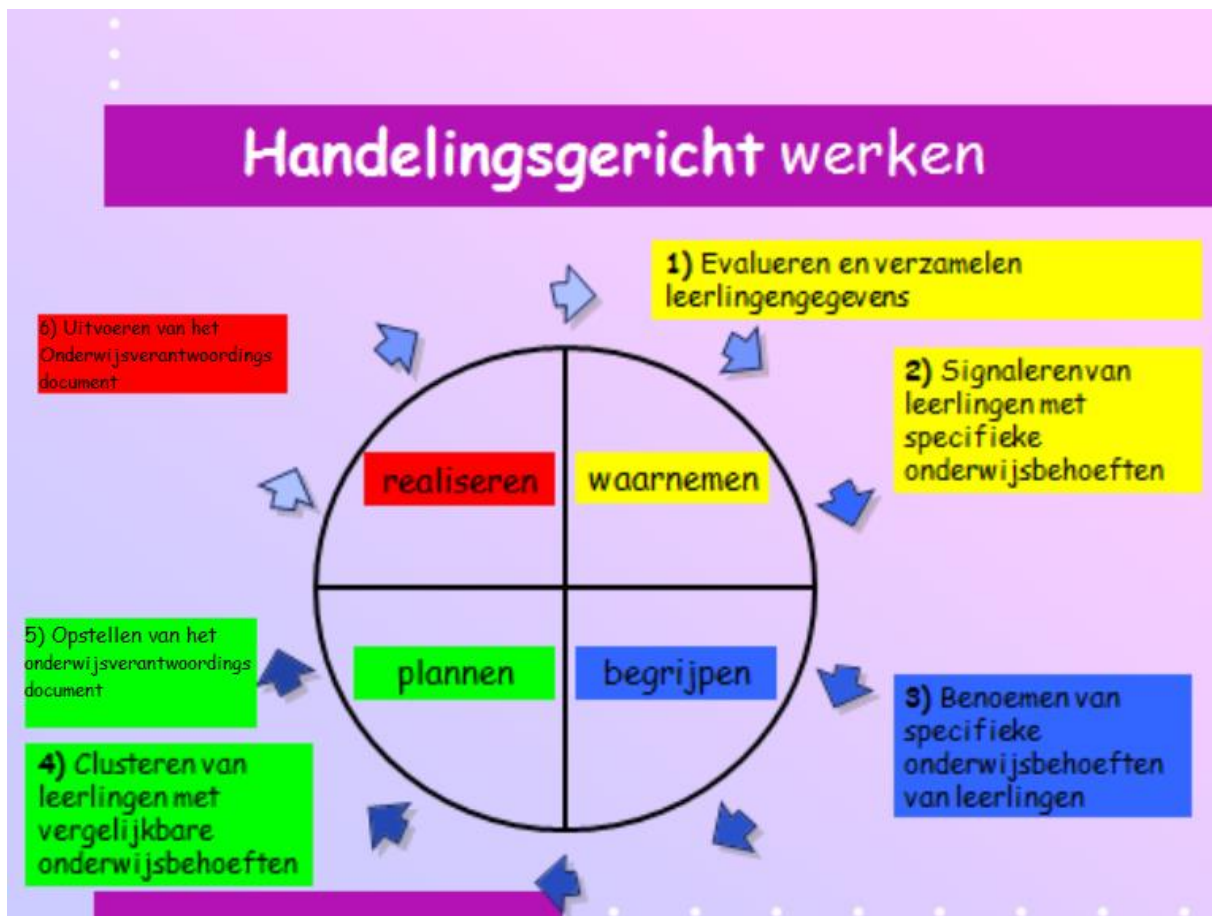 Handelingsgericht werken
1) Evalueren en verzamelen
leerlingengegevens
2) Signaleren van
leerlingen met
specifieke
onderwijsbehoeften
3) Benoemen van
specifieke
onderwijsbehoeften
van leerlingen
4) Clusteren van
leerlingen met
vergelijkbare
onderwijsbehoeften
5) Opstellen van het
onderwijsverantwoordings
document
6) Uitvoeren van het
Onderwijsverantwoordings
document
realiseren
waarnemen
plannen
begrijpen